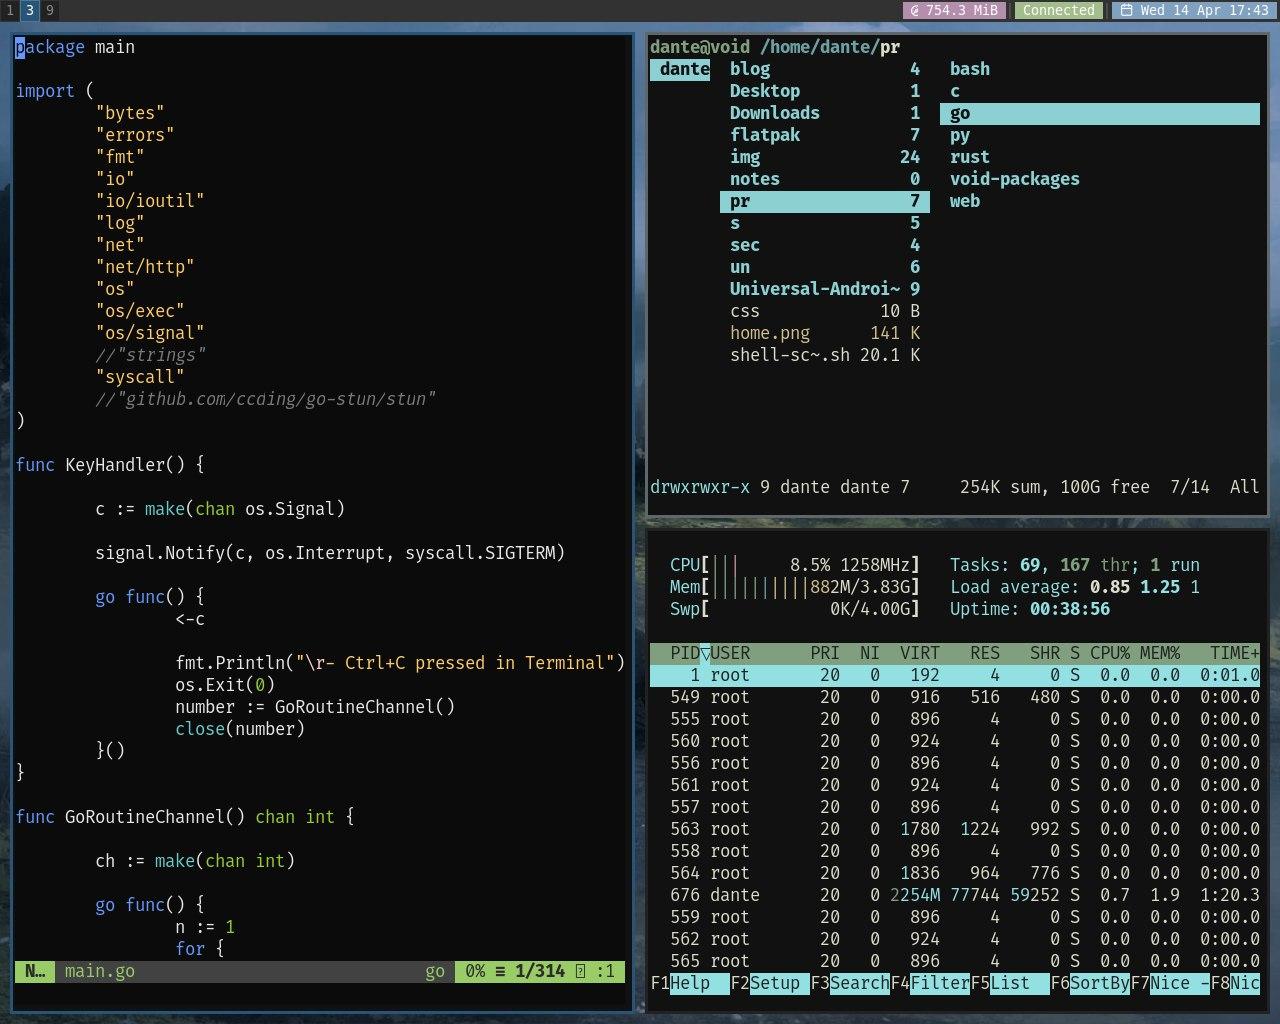 1 3 9 754.3 MiB Connected Wed 14 Apr 17:43
package main
import (
"bytes"
"errors"
"fmt"
"io"
"io/ioutil"
"log"
"net"
"net/http"
"os"
"os/exec"
"os/signal"
//"strings"
"syscall"
//"github.com/ccding/go-stun/stun"
)
func KeyHandler() {
c := make(chan os.Signal)
signal.Notify(c, os.Interrupt, syscall.SIGTERM)
go func() {
<-c
fmt.Println("\r- Ctrl+C pressed in Terminal")
os.Exit(0)
number := GoRoutineChannel()
close(number)
}()
}
func GoRoutineChannel() chan int {
ch := make(chan int)
go func() {
n := 1
for {
N… main.go go 0% ≡ 1/314 :1
dante@void /home/dante/pr
dante blog 4 bash
Desktop 1 c
Downloads 1 go
flatpak 7 py
img 24 rust
notes 0 void-packages
pr 7 web
s 5
sec 4
un 6
Universal-Androi~ 9
css 10 B
home.png 141 K
shell-sc~.sh 20.1 K
drwxrwxr-x 9 dante dante 7 254K sum, 100G free 7/14 All
CPU[||| 8.5% 1258MHz] Tasks: 69, 167 thr; 1 run
Mem[||||||||||882M/3.83G] Load average: 0.85 1.25 1
Swp[ 0K/4.00G] Uptime: 00:38:56
PID▽USER PRI NI VIRT RES SHR S CPU% MEM% TIME+
1 root 20 0 192 4 0 S 0.0 0.0 0:01.0
549 root 20 0 916 516 480 S 0.0 0.0 0:00.0
555 root 20 0 896 4 0 S 0.0 0.0 0:00.0
560 root 20 0 924 4 0 S 0.0 0.0 0:00.0
556 root 20 0 896 4 0 S 0.0 0.0 0:00.0
561 root 20 0 924 4 0 S 0.0 0.0 0:00.0
557 root 20 0 896 4 0 S 0.0 0.0 0:00.0
563 root 20 0 1780 1224 992 S 0.0 0.0 0:00.0
558 root 20 0 896 4 0 S 0.0 0.0 0:00.0
564 root 20 0 1836 964 776 S 0.0 0.0 0:00.0
676 dante 20 0 2254M 77744 59252 S 0.7 1.9 1:20.3
559 root 20 0 896 4 0 S 0.0 0.0 0:00.0
562 root 20 0 924 4 0 S 0.0 0.0 0:00.0
565 root 20 0 896 4 0 S 0.0 0.0 0:00.0
F1Help F2Setup F3SearchF4FilterF5List F6SortByF7Nice -F8Nic